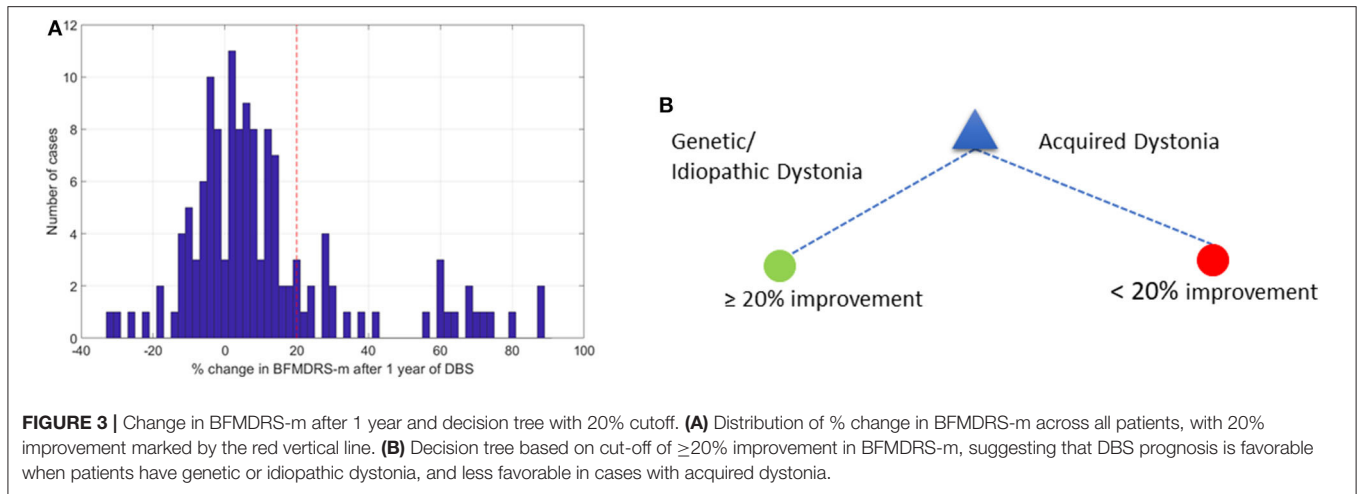 A
12
10
8
6
4
2
0
Number of cases
-40 -20 0 20 40 60 80 100
% change in BFMDRS-m after 1 year of DBS
B
Genetic/
Idiopathic Dystonia
Acquired Dystonia
≥ 20% improvement
< 20% improvement
FIGURE 3 | Change in BFMDRS-m after 1 year and decision tree with 20% cutoff. (A) Distribution of % change in BFMDRS-m across all patients, with 20%
improvement marked by the red vertical line. (B) Decision tree based on cut-off of ≥20% improvement in BFMDRS-m, suggesting that DBS prognosis is favorable
when patients have genetic or idiopathic dystonia, and less favorable in cases with acquired dystonia.